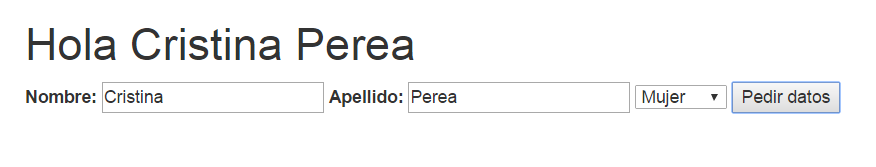 Hola Cristina Perea
Nombre: Cristina Apellido: Perea Mujer Pedir datos